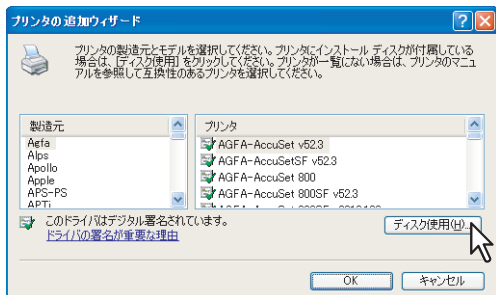 プリンタの追加ウィザード
プリンタの製造元とモデルを選択してください。プリンタにインストール ディスクが付属している
場合は、[ディスク使用] をクリックしてください。プリンタが一覧にない場合は、プリンタのマニュ
アルを参照して互換性のあるプリンタを選択してください。
製造元
Agfa
Alps
Apollo
Apple
APS-PS
APTi
プリンタ
AGFA-AccuSet v52.3
AGFA-AccuSetSF v52.3
AGFA-AccuSet 800
AGFA-AccuSet 800SF v52.3
このドライバはデジタル署名されています。
ドライバの署名が重要な理由
ディスク使用(H)...
OK
キャンセル